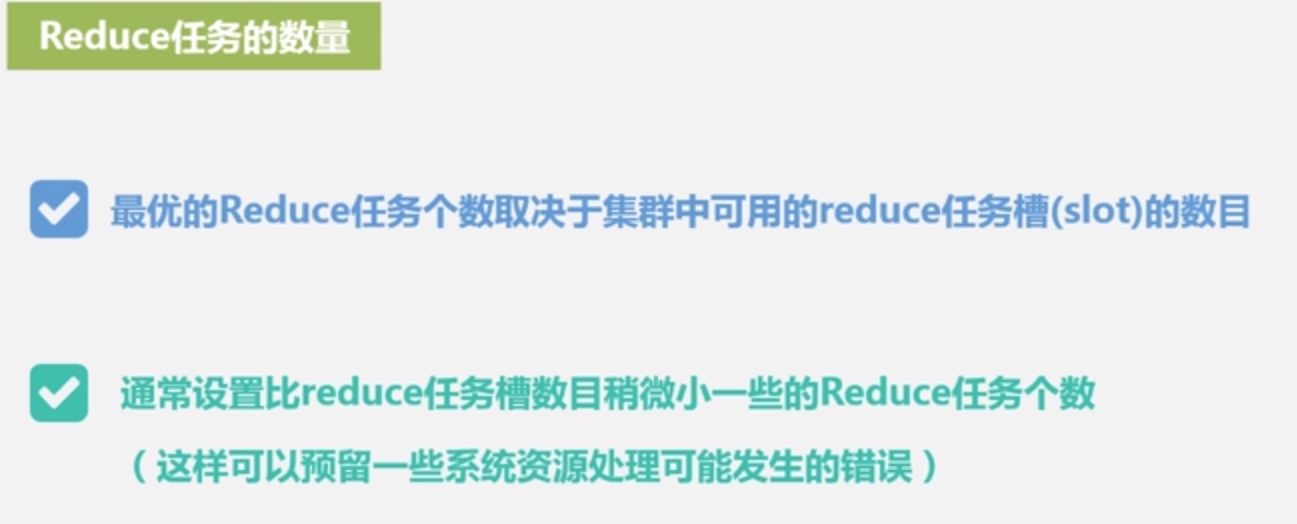 Reduce任务的数量
最优的Reduce任务个数取决于集群中可用的reduce任务槽(slot)的数目
通常设置比reduce任务槽数目稍微小一些的Reduce任务个数
（这样可以预留一些系统资源处理可能发生的错误）